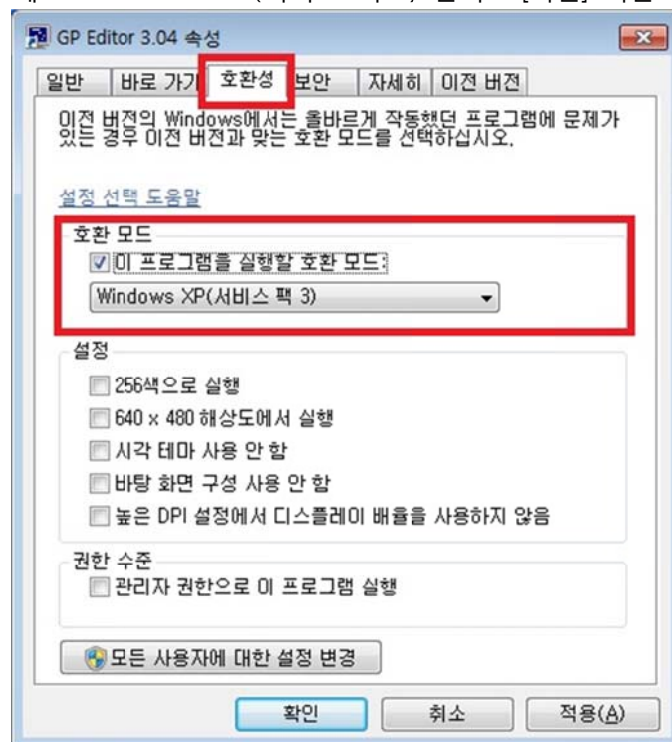 GP Editor 3.04 속성
일반 바로 가기 호환성 보안 자세히 이전 버전
이전 버전의 Windows에서는 올바르게 작동했던 프로그램에 문제가
있는 경우 이전 버전과 맞는 호환 모드를 선택하십시오.
설정 선택 도움말
호환 모드
이 프로그램을 실행할 호환 모드:
Windows XP(서비스 팩 3)
설정
256색으로 실행
640 x 480 해상도에서 실행
시각 테마 사용 안 함
바탕 화면 구성 사용 안 함
높은 DPI 설정에서 디스플레이 배율을 사용하지 않음
권한 수준
관리자 권한으로 이 프로그램 실행
모든 사용자에 대한 설정 변경
확인 취소 적용(A)